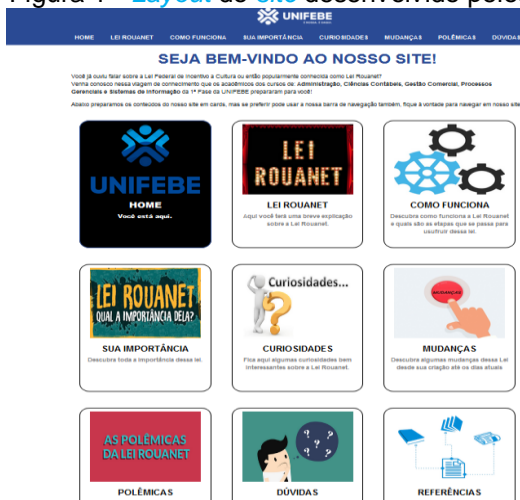 Figura 1 - Layout do site desenvolvido pelos
UNIFEBE
HOME LEI ROUANET COMO FUNCIONA SUA IMPORTÂNCIA CURIOSIDADES MUDANÇAS POLÊMICAS DÚVIDAS
SEJA BEM-VINDO AO NOSSO SITE!
Você já ouviu falar sobre a Lei Federal de Incentivo à Cultura ou então popularmente conhecida como Lei Rouanet?
Venha conosco nessa viagem de conhecimento que os acadêmicos dos cursos de: Administração, Ciências Contábeis, Gestão Comercial, Processos
Gerenciais e Sistemas de Informação da 1ª Fase da UNIFEBE prepararam para você!
Abaixo preparamos os conteúdos do nosso site em cards, mas se preferir pode usar a nossa barra de navegação também, fique à vontade para navegar em nosso site
UNIFEBE
HOME
Você está aqui.
LEI
ROUANET
LEI ROUANET
Aqui você terá uma breve explicação
sobre a Lei Rouanet.
COMO FUNCIONA
Descubra como funciona a Lei Rouanet
e quais são as etapas que se passa para
usufruir dessa lei.
LEI ROUANET
QUAL A IMPORTÂNCIA DELA?
SUA IMPORTÂNCIA
Descubra toda a importância dessa lei.
Curiosidades...
CURIOSIDADES
Fica aqui algumas curiosidades bem
interessantes sobre a Lei Rouanet.
MUDANÇAS
MUDANÇAS
Descubra algumas mudanças dessa Lei
desde sua criação até os dias atuais
AS POLÊMICAS
DA LEI ROUANET
POLÊMICAS
? ? ?
DÚVIDAS
REFERÊNCIAS